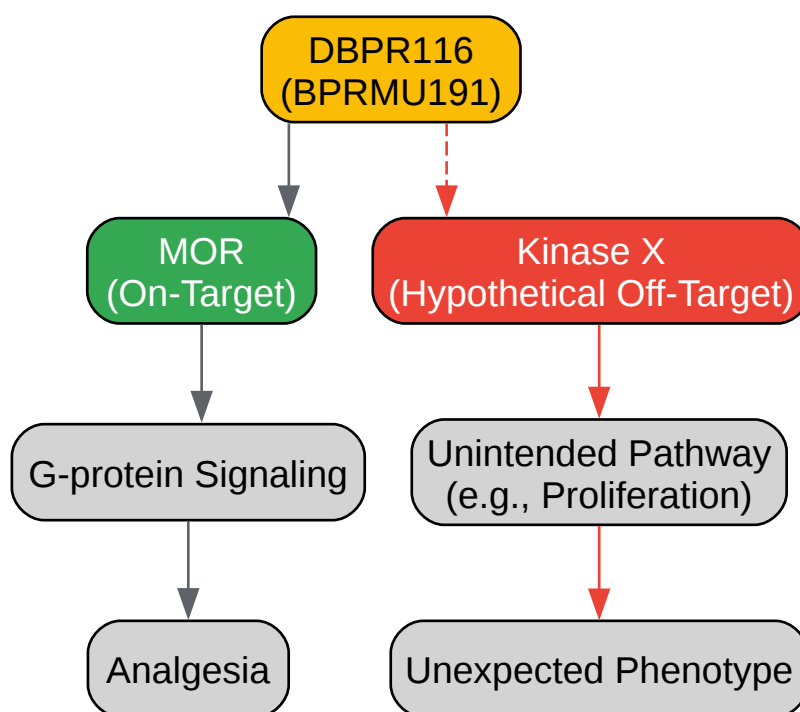 DBPR116
(BPRMU191)
MOR
(On-Target)
Kinase X
(Hypothetical Off-Target)
G-protein Signaling
Unintended Pathway
(e.g., Proliferation)
Analgesia
Unexpected Phenotype